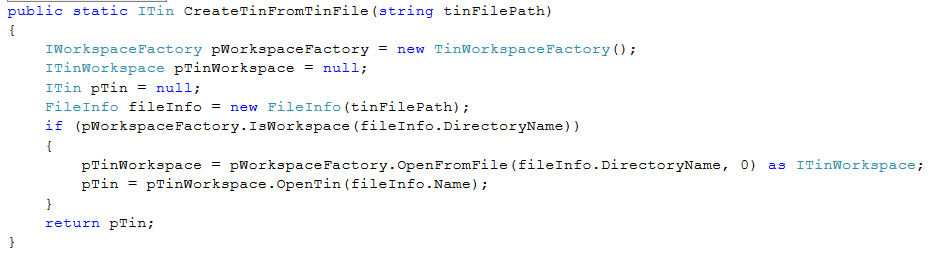 public static ITin CreateTinFromTinFile(string tinFilePath)
{
    IWorkspaceFactory pWorkspaceFactory = new TinWorkspaceFactory();
    ITinWorkspace pTinWorkspace = null;
    ITin pTin = null;
    FileInfo fileInfo = new FileInfo(tinFilePath);
    if (pWorkspaceFactory.IsWorkspace(fileInfo.DirectoryName))
    {
        pTinWorkspace = pWorkspaceFactory.OpenFromFile(fileInfo.DirectoryName, 0) as ITinWorkspace;
        pTin = pTinWorkspace.OpenTin(fileInfo.Name);
    }
    return pTin;
}